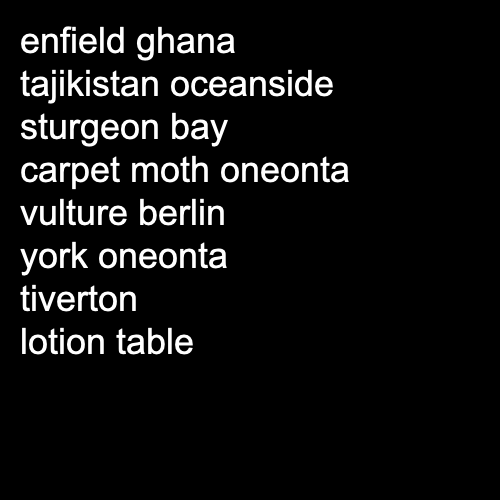 enfield ghana
tajikistan oceanside
sturgeon bay
carpet moth oneonta
vulture berlin
york oneonta
tiverton
lotion table